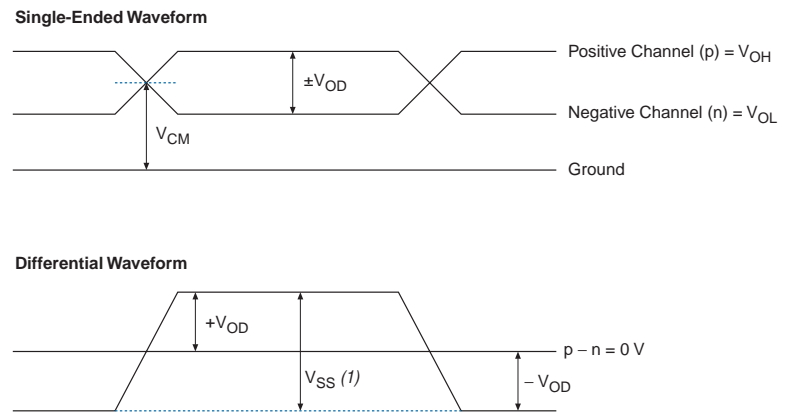 Single-Ended Waveform
Positive Channel (p) = VOH
±VOD
Negative Channel (n) = VOL
VCM
Ground
Differential Waveform
+VOD
p − n = 0 V
VSS (1)
− VOD